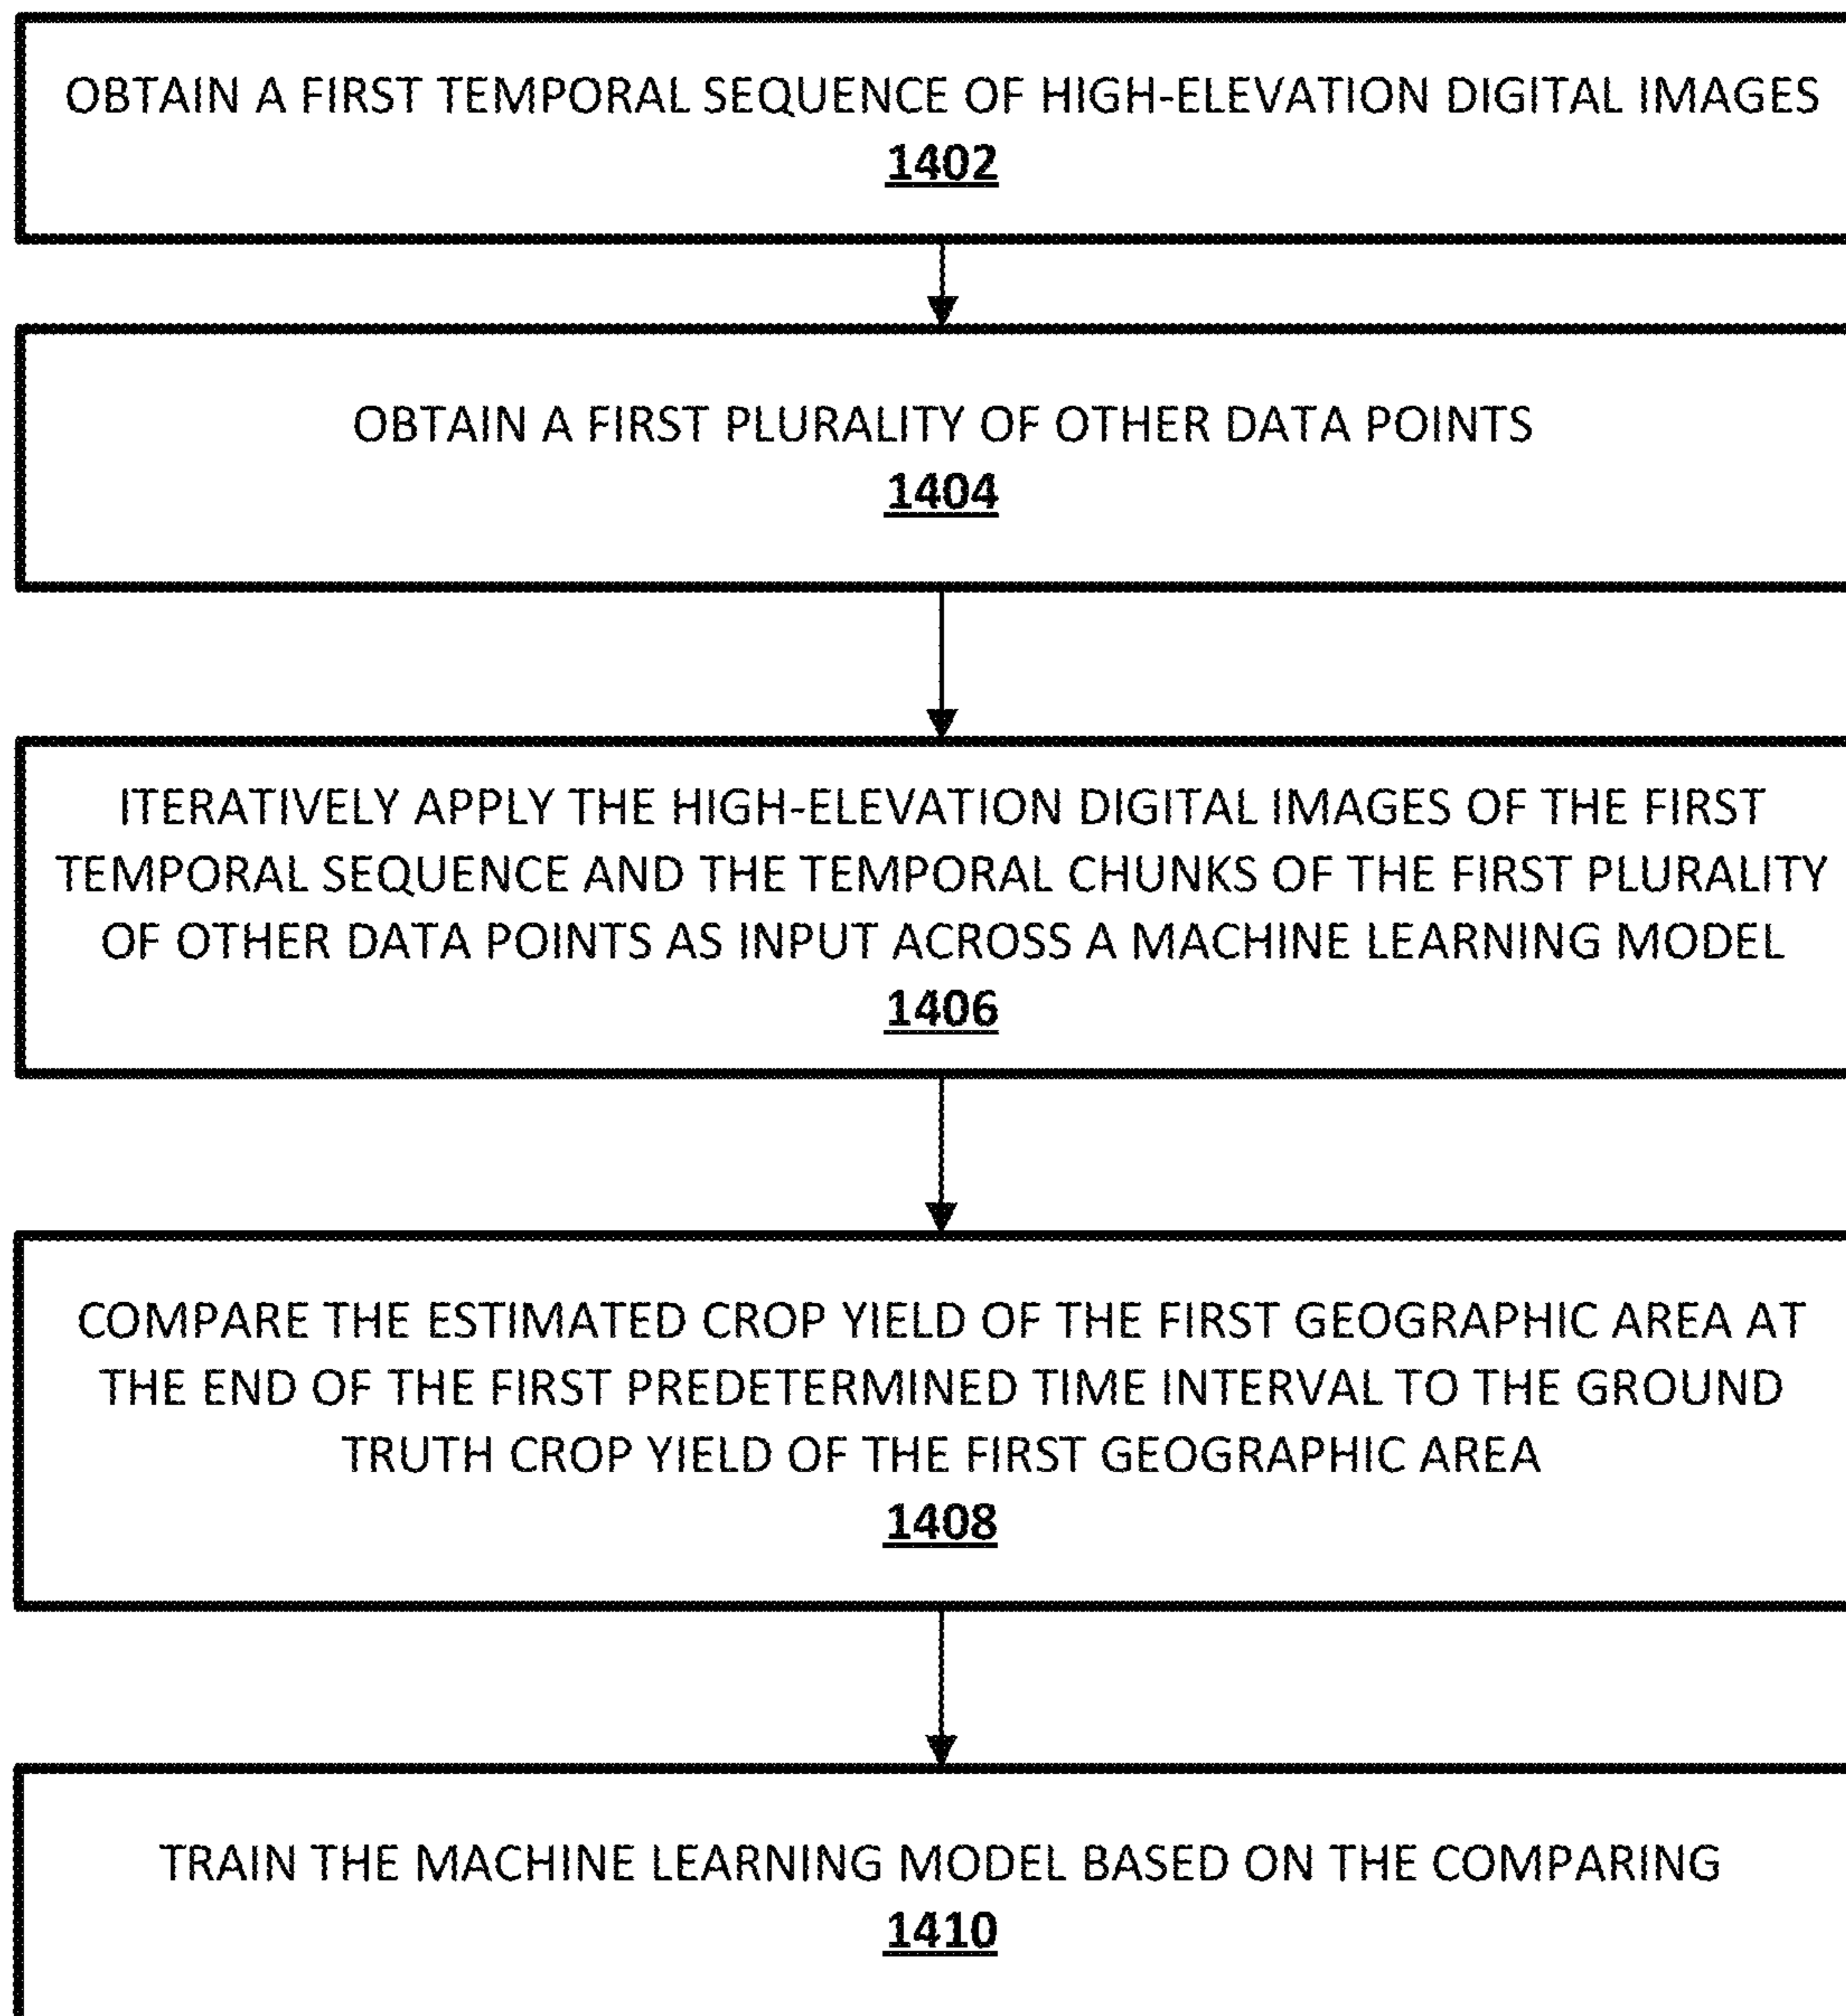 OBTAIN A FIRST TEMPORAL SEQUENCE OF HIGH-ELEVATION DIGITAL IMAGES
1402
OBTAIN A FIRST PLURALITY OF OTHER DATA POINTS
1404
ITERATIVELY APPLY THE HIGH-ELEVATION DIGITAL IMAGES OF THE FIRST
TEMPORAL SEQUENCE AND THE TEMPORAL CHUNKS OF THE FIRST PLURALITY
OF OTHER DATA POINTS AS INPUT ACROSS A MACHINE LEARNING MODEL
1406
COMPARE THE ESTIMATED CROP YIELD OF THE FIRST GEOGRAPHIC AREA AT
THE END OF THE FIRST PREDETERMINED TIME INTERVAL TO THE GROUND
TRUTH CROP YIELD OF THE FIRST GEOGRAPHIC AREA
1408
TRAIN THE MACHINE LEARNING MODEL BASED ON THE COMPARING
1410